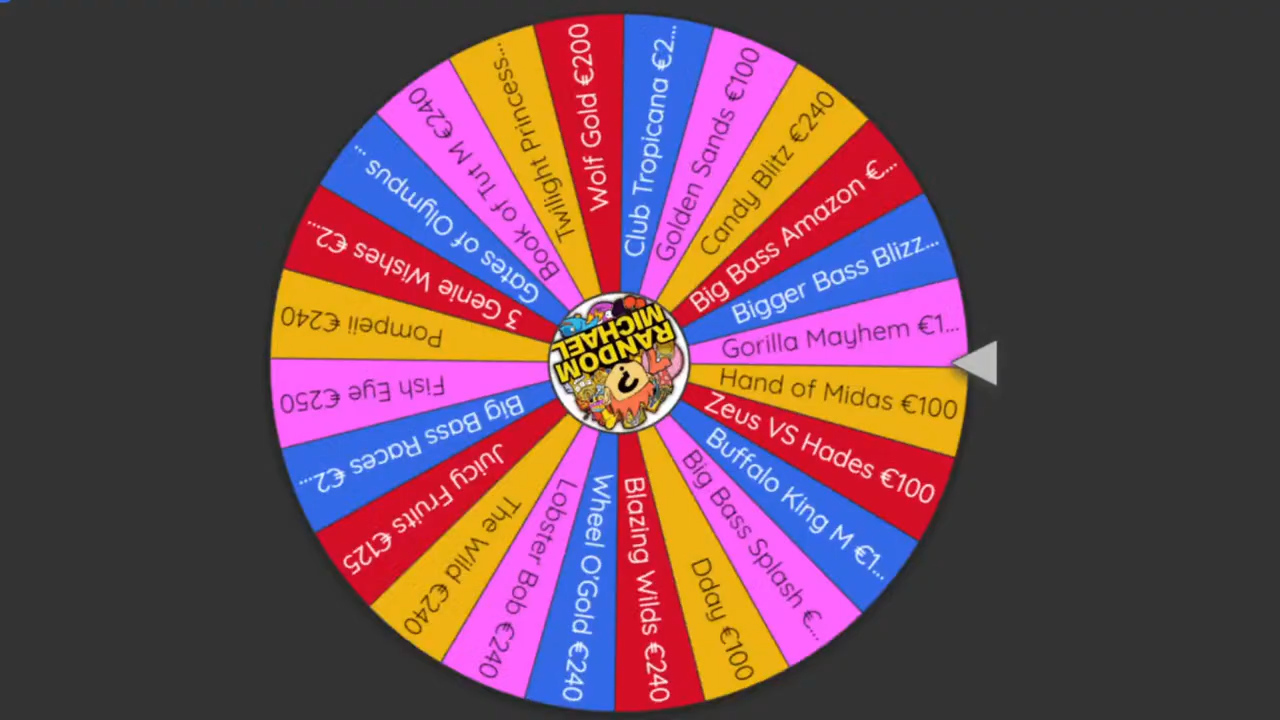 Wolf Gold €200
Club Tropicana €2...
Golden Sands €100
Candy Blitz €240
Big Bass Amazon €...
Bigger Bass Blizz...
Gorilla Mayhem €1...
Hand of Midas €100
Zeus VS Hades €100
Buffalo King M €1...
Big Bass Splash €...
Dday €100
Blazing Wilds €240
Wheel O'Gold €240
Lobster Bob €240
The Wild €240
Juicy Fruits €125
Big Bass Races €2...
Fish Eye €250
Pompeii €240
3 Genie Wishes €2...
Gates of Olympus ...
Book of Tut M €240
Twilight Princess...
RANDOM
MICHAEL
?